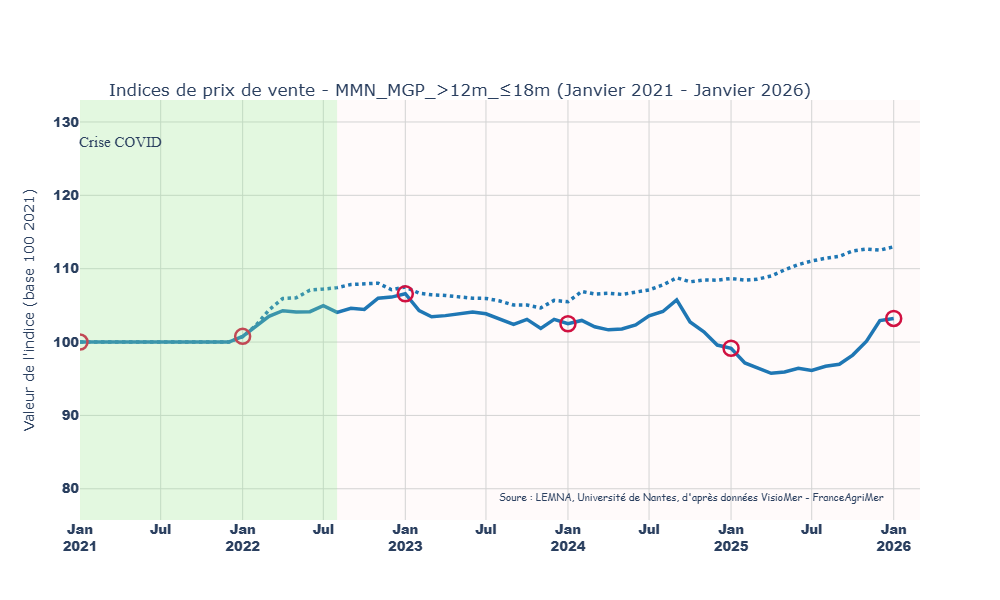 Indices de prix de vente - MMN_MGP_>12m_≤18m (Janvier 2021 - Janvier 2026)
Valeur de l'indice (base 100 2021)
130
120
110
100
90
80
Crise COVID
Soure : LEMNA, Université de Nantes, d'après données VisioMer - FranceAgriMer
Jan Jul Jan Jul Jan Jul Jan Jul Jan Jul Jan
2021 2022 2023 2024 2025 2026